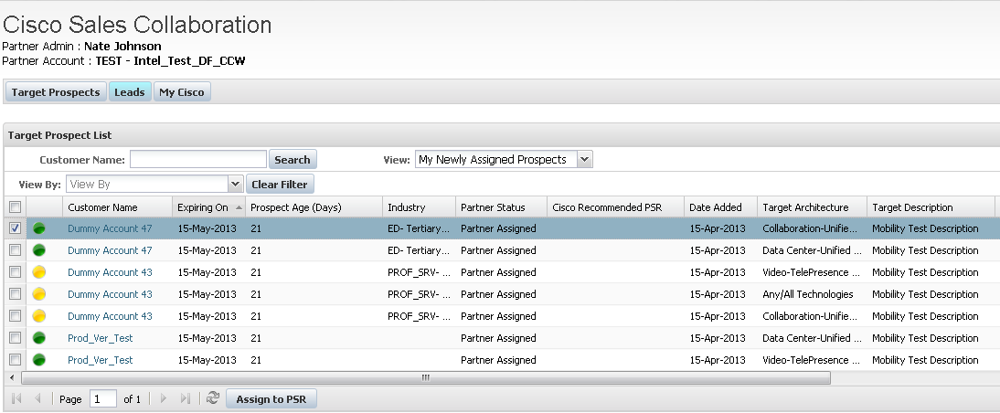 Cisco Sales Collaboration
Partner Admin : Nate Johnson
Partner Account : TEST - Intel_Test_DF_CCW
Target Prospects Leads My Cisco
Target Prospect List
Customer Name: Search View: My Newly Assigned Prospects
View By: View By Clear Filter
Customer Name Expiring On Prospect Age (Days) Industry Partner Status Cisco Recommended PSR Date Added Target Architecture Target Description
Dummy Account 47 15-May-2013 21 ED- Tertiary... Partner Assigned 15-Apr-2013 Collaboration-Unifie... Mobility Test Description
Dummy Account 47 15-May-2013 21 ED- Tertiary... Partner Assigned 15-Apr-2013 Data Center-Unified ... Mobility Test Description
Dummy Account 43 15-May-2013 21 PROF_SRV- ... Partner Assigned 15-Apr-2013 Video-TelePresence ... Mobility Test Description
Dummy Account 43 15-May-2013 21 PROF_SRV- ... Partner Assigned 15-Apr-2013 Any/All Technologies Mobility Test Description
Dummy Account 43 15-May-2013 21 PROF_SRV- ... Partner Assigned 15-Apr-2013 Collaboration-Unifie... Mobility Test Description
Prod_Ver_Test 15-May-2013 21 Partner Assigned 15-Apr-2013 Data Center-Unified ... Mobility Test Description
Prod_Ver_Test 15-May-2013 21 Partner Assigned 15-Apr-2013 Video-TelePresence ... Mobility Test Description
Page 1 of 1 Assign to PSR